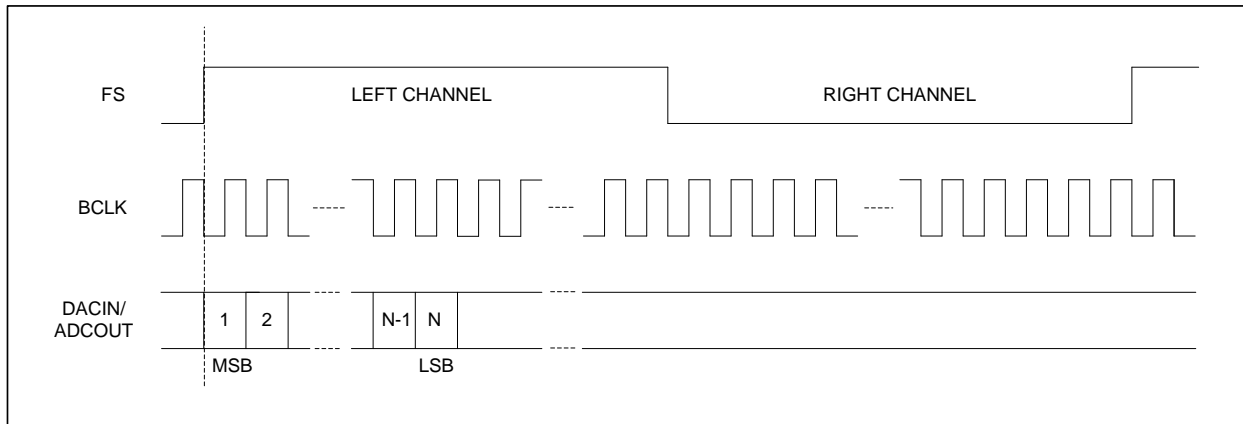 FS
LEFT CHANNEL
RIGHT CHANNEL
BCLK
DACIN/
ADCOUT
1
2
N-1
N
MSB
LSB